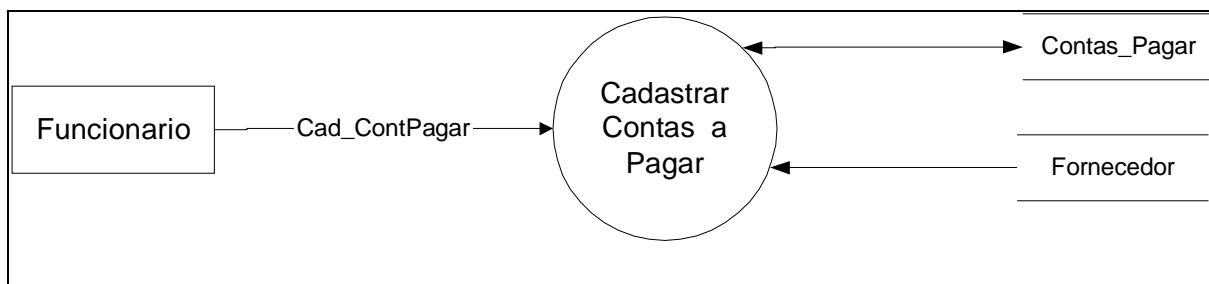 Funcionario
Cad_ContPagar
Cadastrar
Contas a
Pagar
Contas_Pagar
Fornecedor